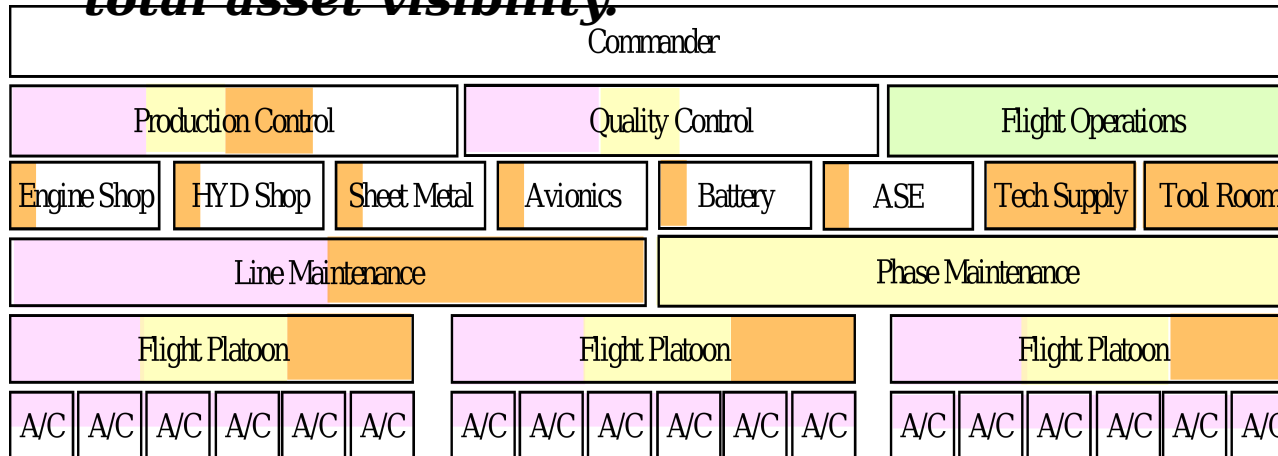 total asset visibility.
Commander
Production Control Quality Control Flight Operations
Engine Shop HYD Shop Sheet Metal Avionics Battery ASE Tech Supply Tool Room
Line Maintenance Phase Maintenance
Flight Platoon Flight Platoon Flight Platoon
A/C A/C A/C A/C A/C A/C A/C A/C A/C A/C A/C A/C A/C A/C A/C A/C A/C A/C